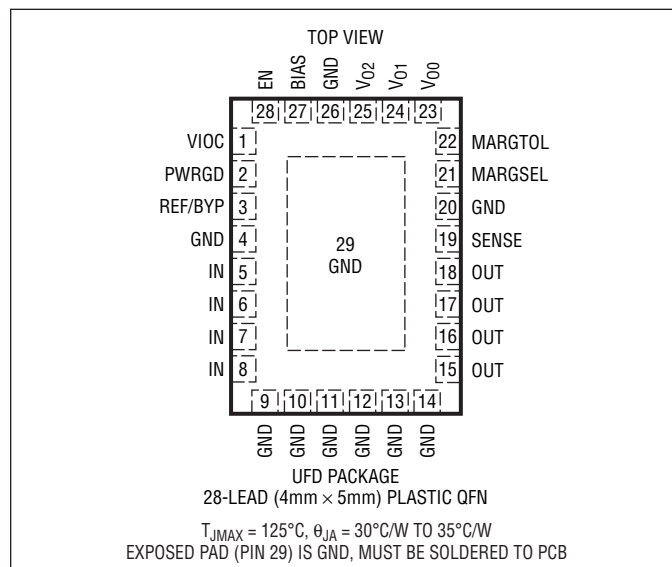 TOP VIEW
EN BIAS GND VO2 VO1 VO0
28 27 26 25 24 23
VIOC 1 22 MARGTOL
PWRGD 2 21 MARGSEL
REF/BYP 3 20 GND
GND 4 19 SENSE
29
GND
IN 5 18 OUT
IN 6 17 OUT
IN 7 16 OUT
IN 8 15 OUT
9 10 11 12 13 14
GND GND GND GND GND GND
UFD PACKAGE
28-LEAD (4mm × 5mm) PLASTIC QFN
TJMAX = 125°C, θJA = 30°C/W TO 35°C/W
EXPOSED PAD (PIN 29) IS GND, MUST BE SOLDERED TO PCB